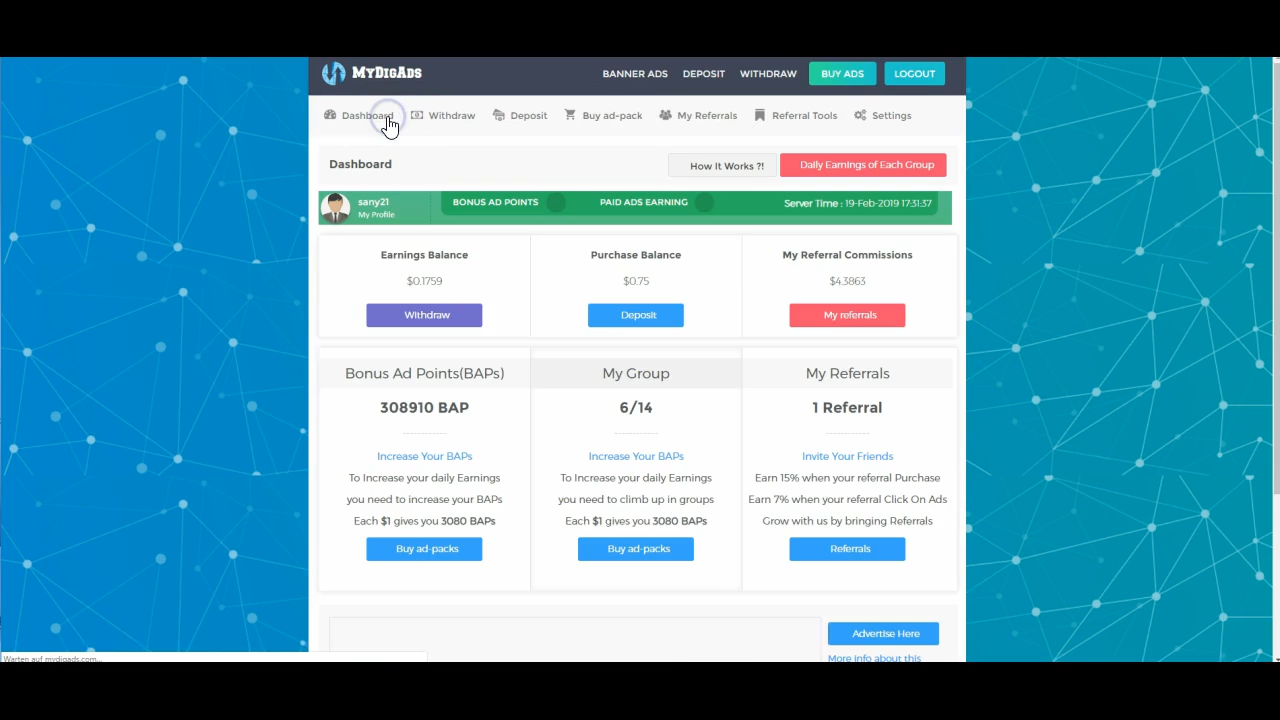 MyDigAds
BANNER ADS DEPOSIT WITHDRAW BUY ADS LOGOUT
Dashboard Withdraw Deposit Buy ad-pack My Referrals Referral Tools Settings
Dashboard How It Works ?! Daily Earnings of Each Group
sany21
My Profile
BONUS AD POINTS PAID ADS EARNING Server Time : 19-Feb-2019 17:31:37
Earnings Balance Purchase Balance My Referral Commissions
$0.1759 $0.75 $4.3863
Withdraw Deposit My referrals
Bonus Ad Points(BAPs) My Group My Referrals
308910 BAP 6/14 1 Referral
------------ ------------ ------------
Increase Your BAPs Increase Your BAPs Invite Your Friends
To Increase your daily Earnings To Increase your daily Earnings Earn 15% when your referral Purchase
you need to increase your BAPs you need to climb up in groups Earn 7% when your referral Click On Ads
Each $1 gives you 3080 BAPs Each $1 gives you 3080 BAPs Grow with us by bringing Referrals
Buy ad-packs Buy ad-packs Referrals
Advertise Here
More info about this
Warten auf mydigads.com...